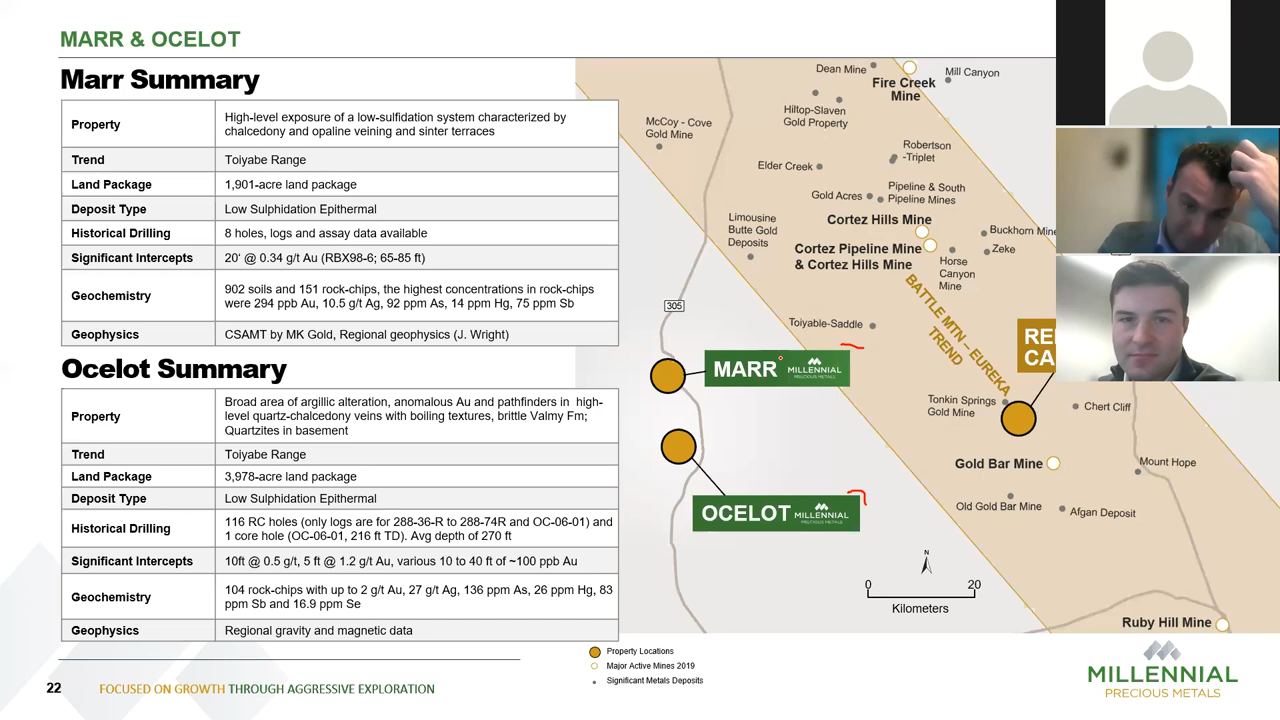 MARR & OCELOT
Marr Summary
Property
High-level exposure of a low-sulfidation system characterized by
chalcedony and opaline veining and sinter terraces
Trend
Toiyabe Range
Land Package
1,901-acre land package
Deposit Type
Low Sulphidation Epithermal
Historical Drilling
8 holes, logs and assay data available
Significant Intercepts
20' @ 0.34 g/t Au (RBX98-6; 65-85 ft)
Geochemistry
902 soils and 151 rock-chips, the highest concentrations in rock-chips
were 294 ppb Au, 10.5 g/t Ag, 92 ppm As, 14 ppm Hg, 75 ppm Sb
Geophysics
CSAMT by MK Gold, Regional geophysics (J. Wright)
Ocelot Summary
Property
Broad area of argillic alteration, anomalous Au and pathfinders in high-
level quartz-chalcedony veins with boiling textures, brittle Valmy Fm;
Quartzites in basement
Trend
Toiyabe Range
Land Package
3,978-acre land package
Deposit Type
Low Sulphidation Epithermal
Historical Drilling
116 RC holes (only logs are for 288-36-R to 288-74R and OC-06-01) and
1 core hole (OC-06-01, 216 ft TD). Avg depth of 270 ft
Significant Intercepts
10ft @ 0.5 g/t, 5 ft @ 1.2 g/t Au, various 10 to 40 ft of ~100 ppb Au
Geochemistry
104 rock-chips with up to 2 g/t Au, 27 g/t Ag, 136 ppm As, 26 ppm Hg, 83
ppm Sb and 16.9 ppm Se
Geophysics
Regional gravity and magnetic data
Dean Mine
Fire Creek
Mine
Mill Canyon
Hiltop-Slaven
Gold Property
McCoy - Cove
Gold Mine
Robertson
-Triplet
Elder Creek
Gold Acres
Pipeline & South
Pipeline Mines
Limousine
Butte Gold
Deposits
Cortez Hills Mine
Buckhorn Mine
Cortez Pipeline Mine
& Cortez Hills Mine
Zeke
Horse
Canyon
Mine
BATTLE MTN – EUREKA
TREND
305
Toiyable-Saddle
MARR MILLENNIAL
PRECIOUS METALS
Tonkin Springs
Gold Mine
Chert Cliff
Gold Bar Mine
Mount Hope
OCELOT MILLENNIAL
PRECIOUS METALS
Old Gold Bar Mine
Afgan Deposit
N
0 20
Kilometers
Ruby Hill Mine
Property Locations
Major Active Mines 2019
Significant Metals Deposits
22
FOCUSED ON GROWTH THROUGH AGGRESSIVE EXPLORATION
MILLENNIAL
PRECIOUS METALS